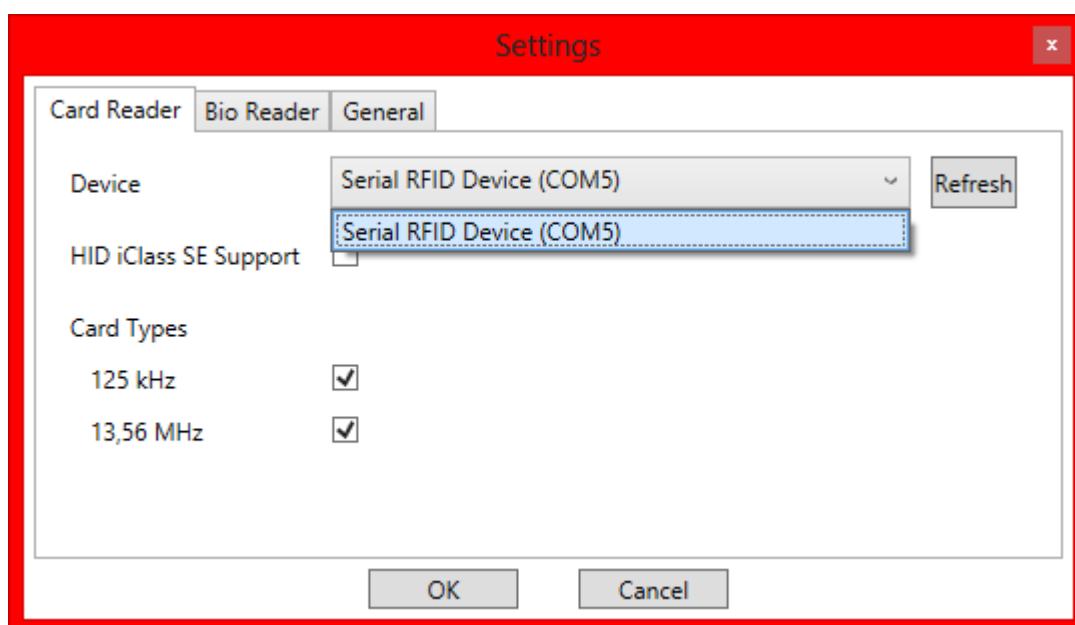 Settings
x
Card Reader Bio Reader General
Device Serial RFID Device (COM5) Refresh
Serial RFID Device (COM5)
HID iClass SE Support
Card Types
125 kHz
13,56 MHz
OK Cancel